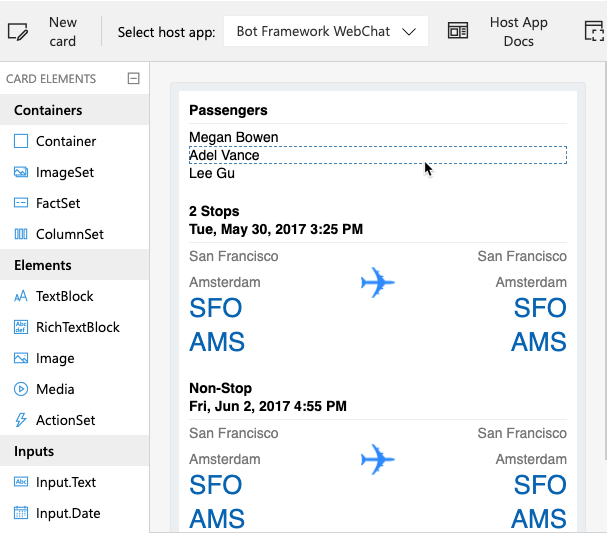 New card
Select host app:
Bot Framework WebChat
Host App Docs
CARD ELEMENTS
Containers
Container
ImageSet
FactSet
ColumnSet
Elements
TextBlock
RichTextBlock
Image
Media
ActionSet
Inputs
Input.Text
Input.Date
Passengers
Megan Bowen
Adel Vance
Lee Gu
2 Stops
Tue, May 30, 2017 3:25 PM
San Francisco San Francisco
Amsterdam Amsterdam
SFO SFO
AMS AMS
Non-Stop
Fri, Jun 2, 2017 4:55 PM
San Francisco San Francisco
Amsterdam Amsterdam
SFO SFO
AMS AMS